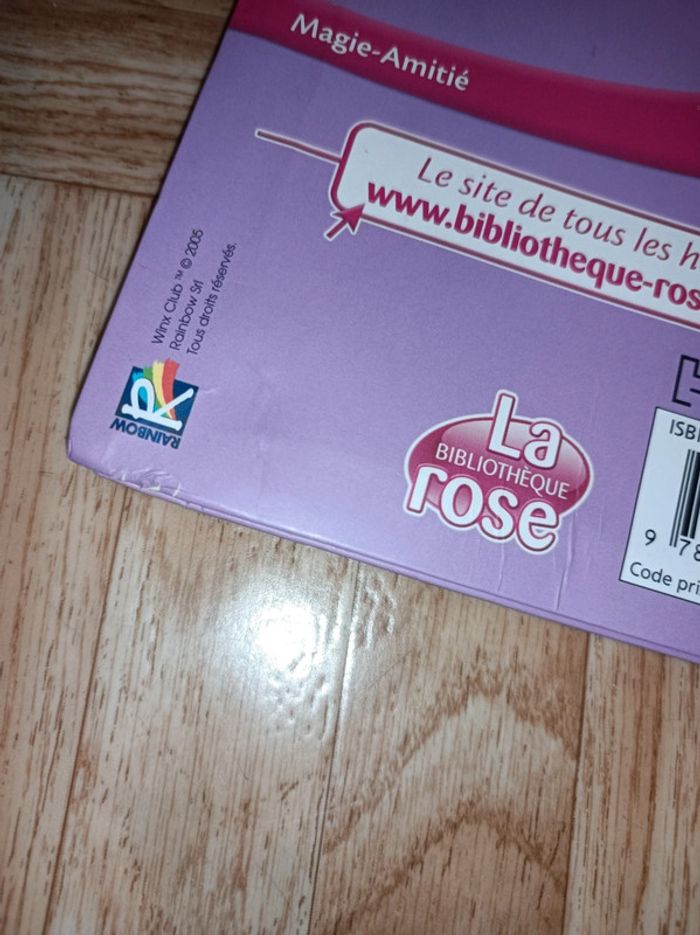 Magie-Amitié
Le site de tous les h
www.bibliotheque-ros
Winx Club ™ © 2005
Rainbow Srl
Tous droits réservés.
RAINBOW
La
BIBLIOTHÈQUE
rose
ISB
9 78
Code pri